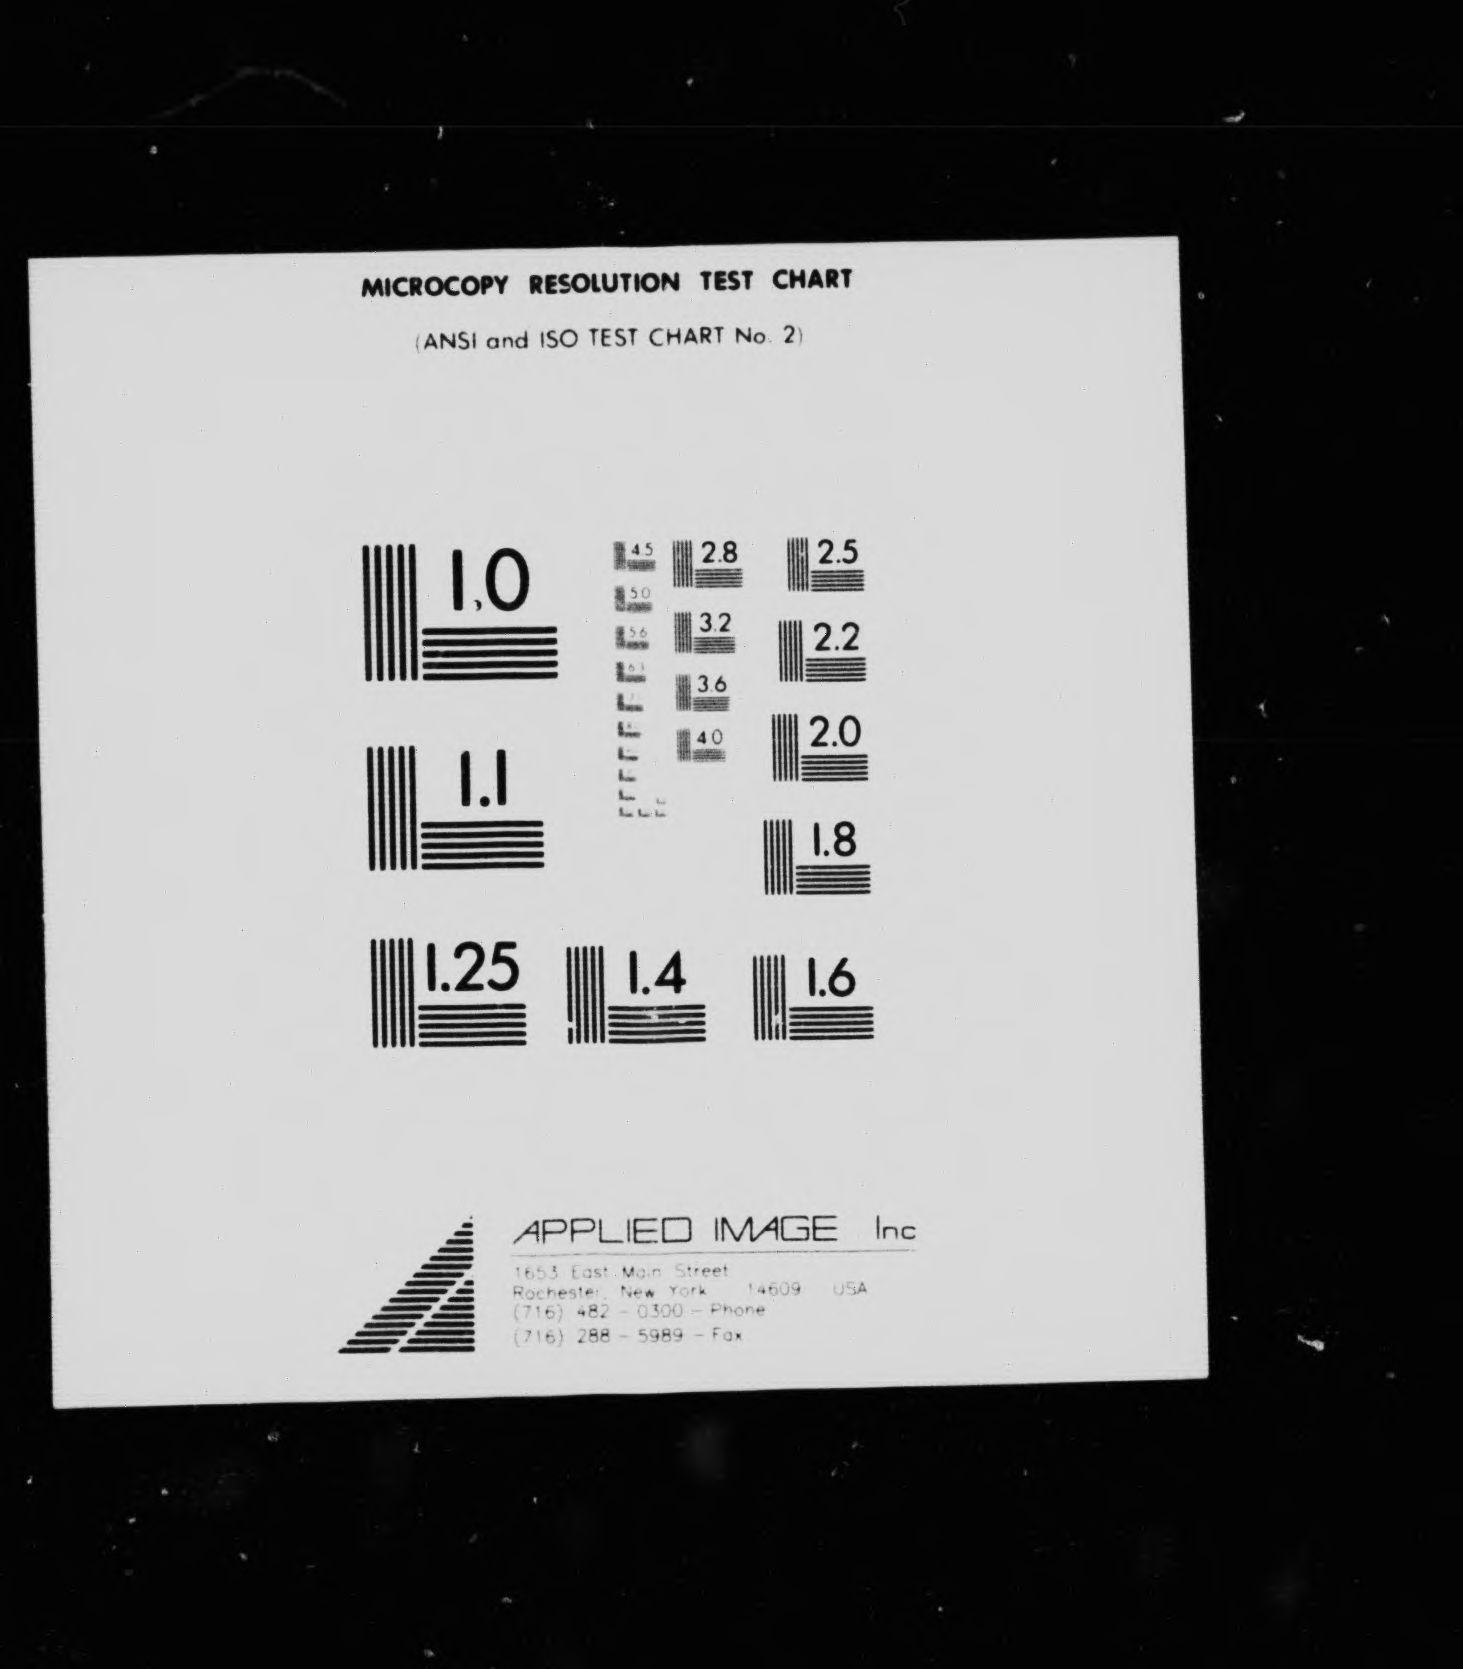 MICROCOPY RESOLUTION TEST CHART
(ANSI and ISO TEST CHART No. 2)
1.0
4.5
2.8
2.5
5.0
3.2
2.2
5.6
6.3
3.6
2.0
4.0
1.1
1.8
1.25
1.4
1.6
APPLIED IMAGE Inc
1653 East Main Street
Rochester, New York 14609 USA
(716) 482 - 0300 - Phone
(716) 288 - 5989 - Fax